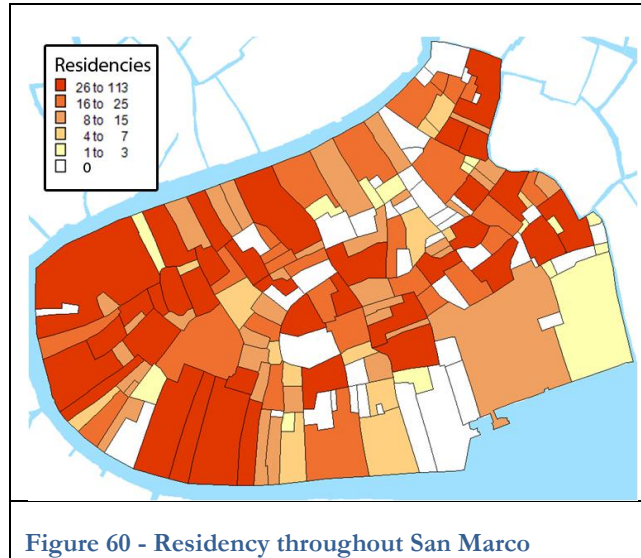 Residencies
26 to 113
16 to 25
8 to 15
4 to 7
1 to 3
0
Figure 60 - Residency throughout San Marco